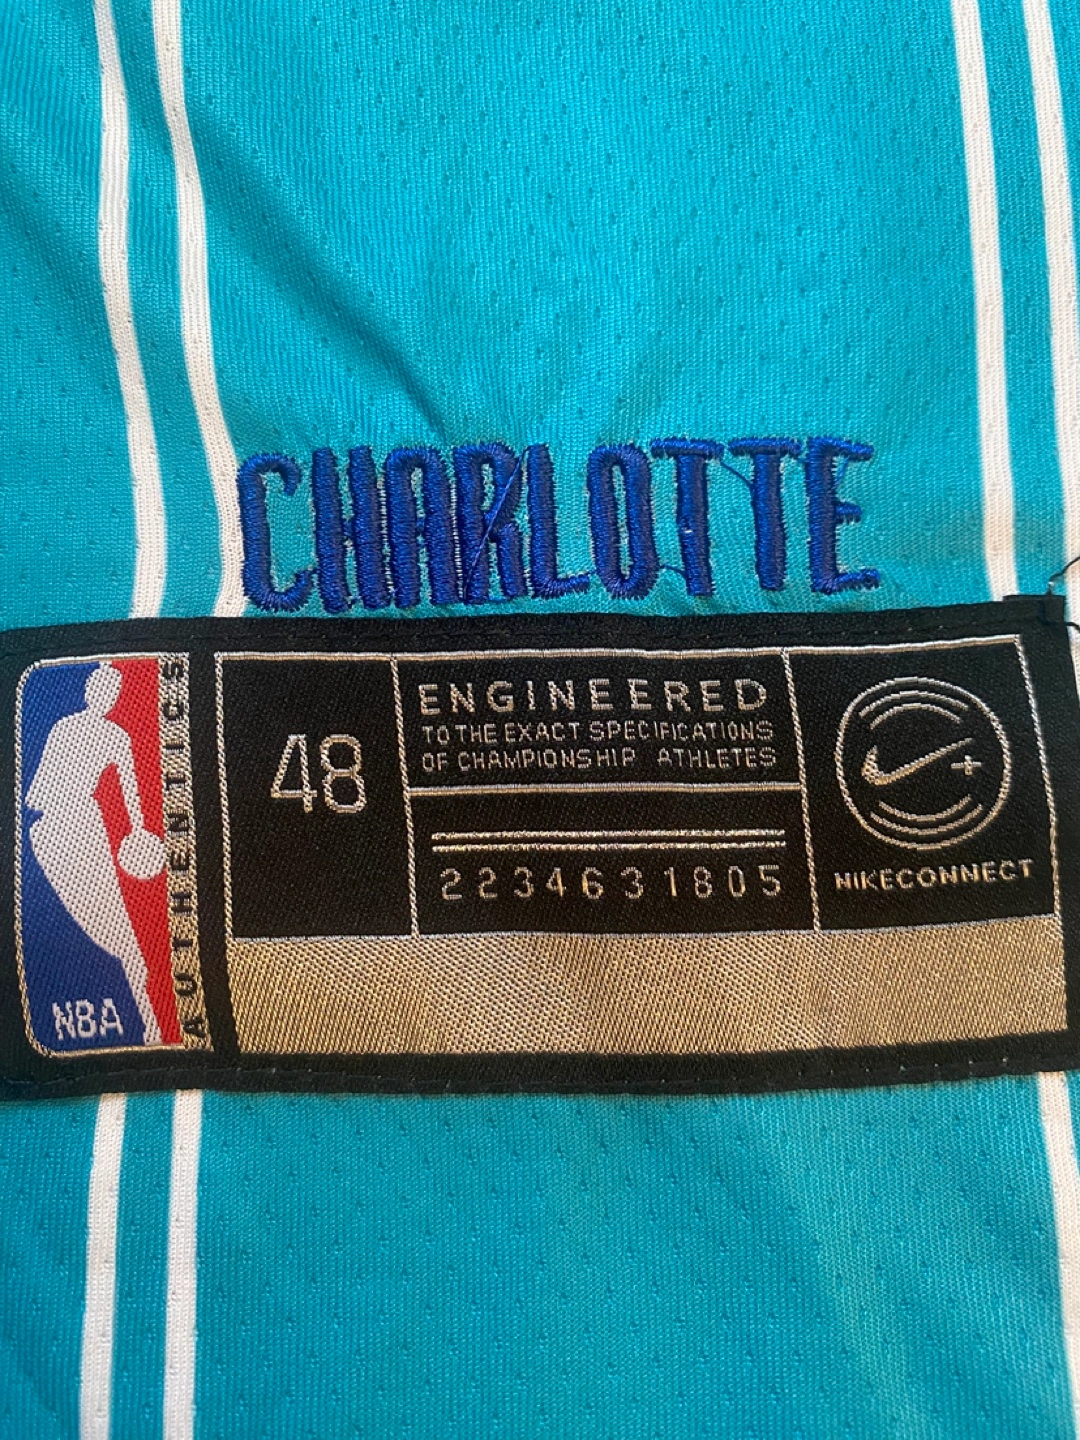 CHARLOTTE
NBA
AUTHENTICS
48
ENGINEERED
TO THE EXACT SPECIFICATIONS
OF CHAMPIONSHIP ATHLETES
2234631805
NIKECONNECT